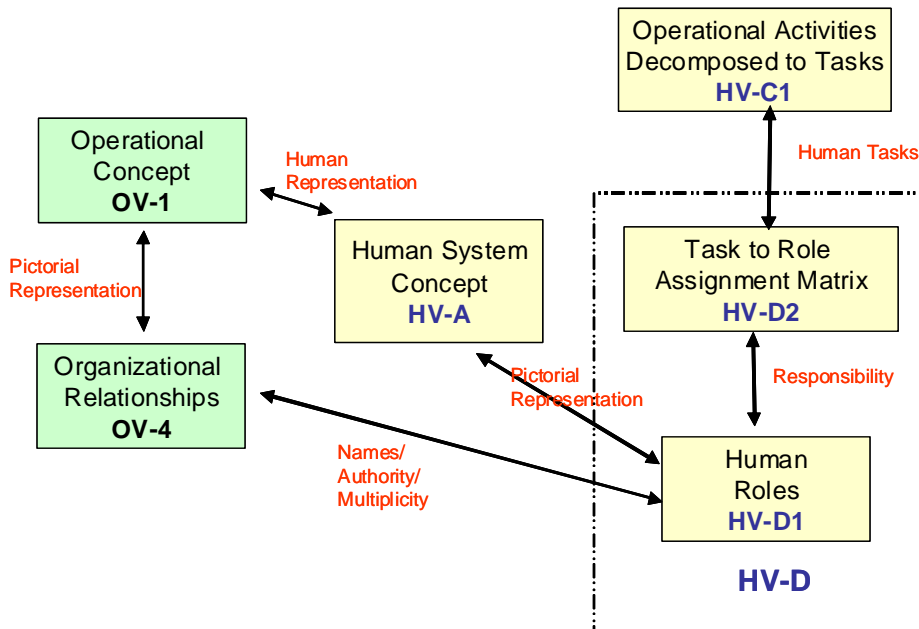 Operational Activities
Decomposed to Tasks
HV-C1
Operational
Concept
OV-1
Human
Representation
Human Tasks
Human System
Concept
HV-A
Task to Role
Assignment Matrix
HV-D2
Pictorial
Representation
Organizational
Relationships
OV-4
Pictorial
Representation
Responsibility
Names/
Authority/
Multiplicity
Human
Roles
HV-D1
HV-D